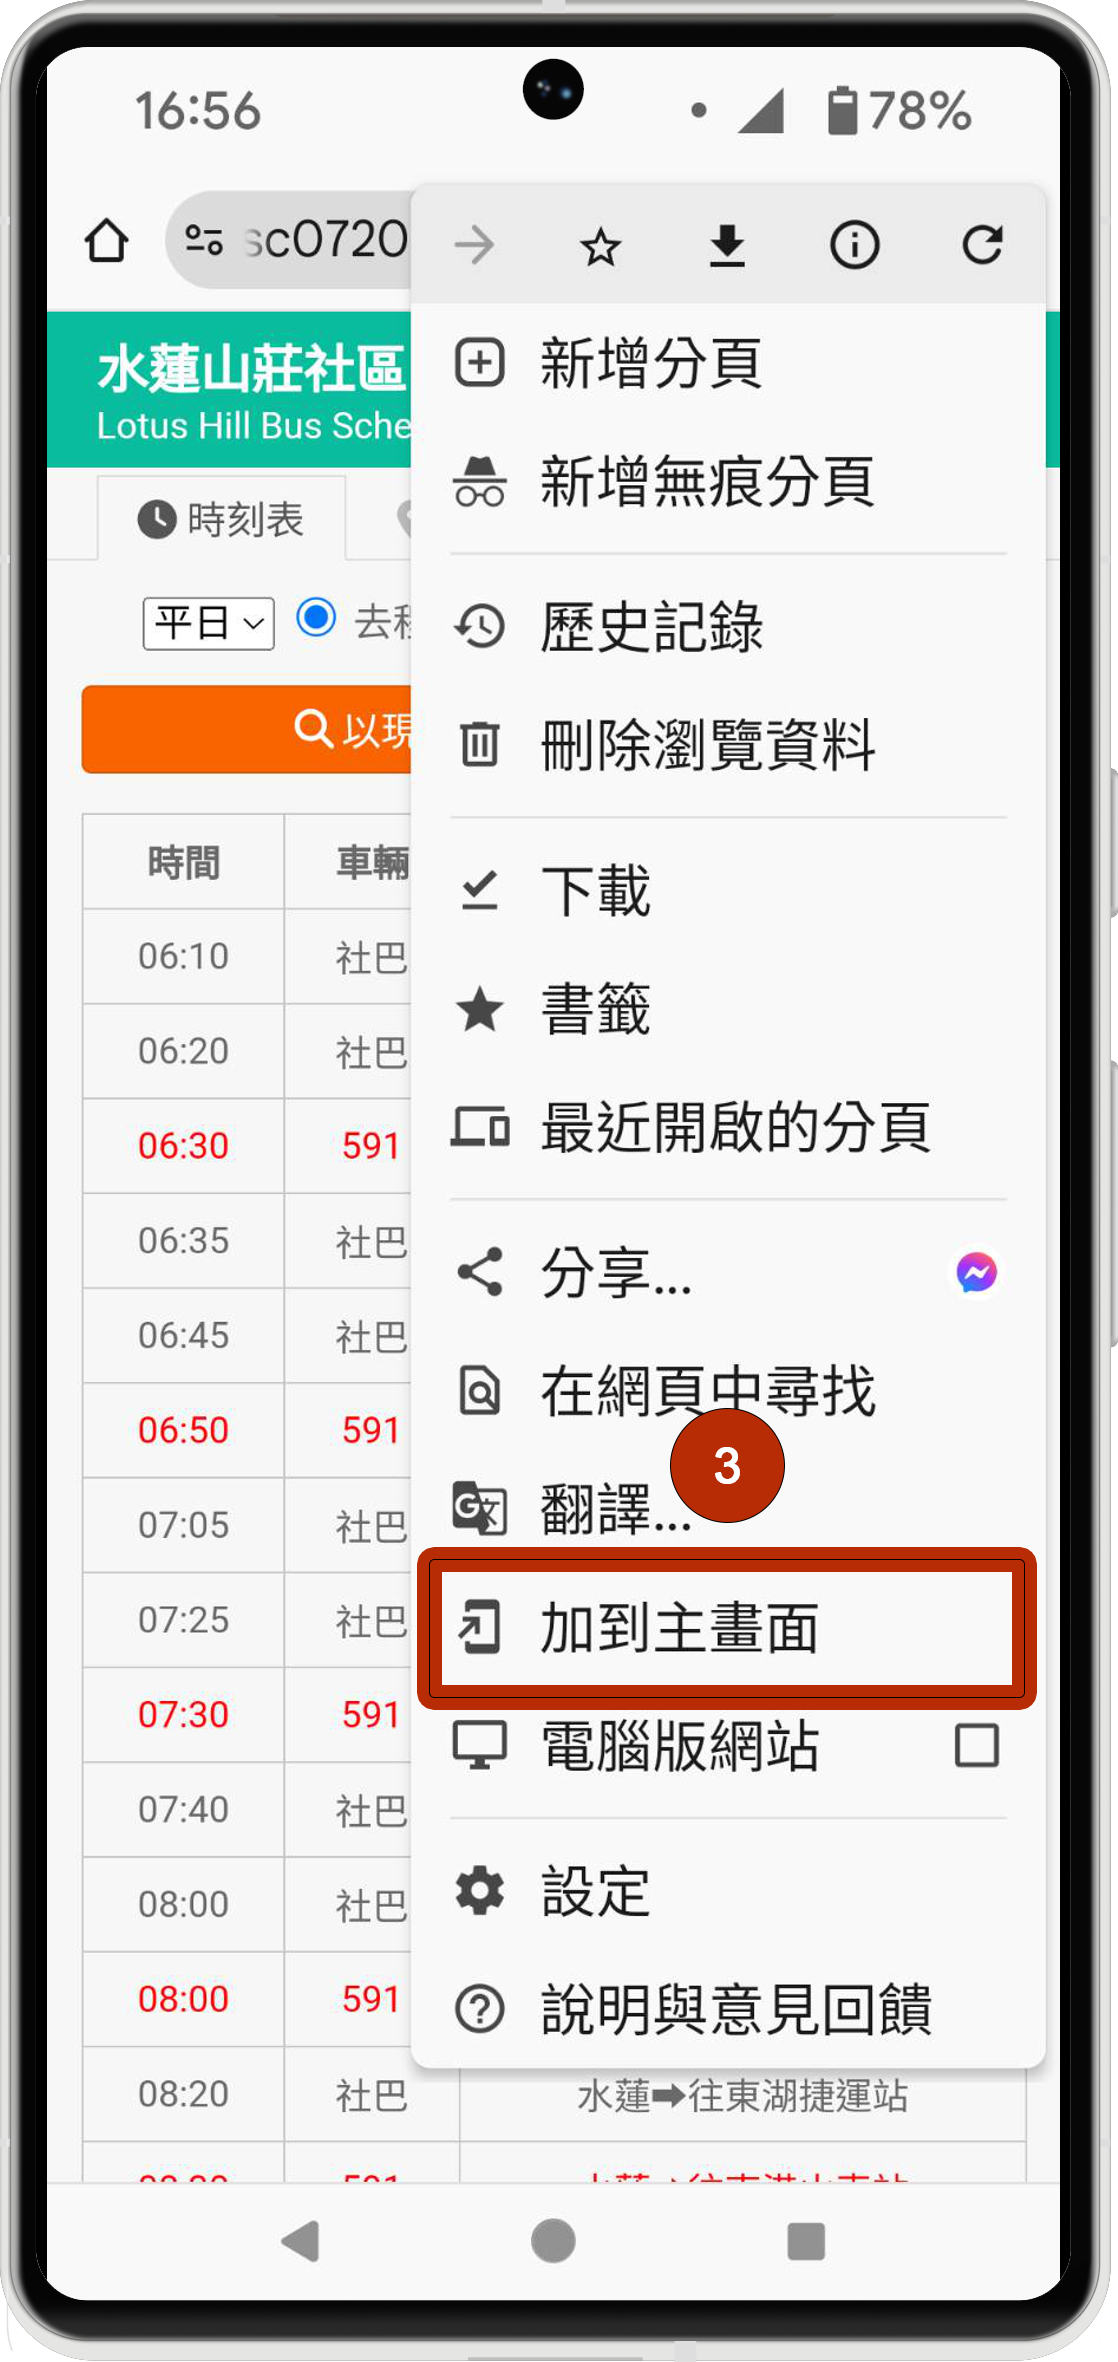 16:56
78%
sc0720
水蓮山莊社區
Lotus Hill Bus Sche
時刻表
平日
去程
以現
時間 車輛
06:10 社巴
06:20 社巴
06:30 591
06:35 社巴
06:45 社巴
06:50 591
07:05 社巴
07:25 社巴
07:30 591
07:40 社巴
08:00 社巴
08:00 591
08:20 社巴 水蓮➡往東湖捷運站
新增分頁
新增無痕分頁
歷史記錄
刪除瀏覽資料
下載
書籤
最近開啟的分頁
分享...
在網頁中尋找
3
翻譯...
加到主畫面
電腦版網站
設定
說明與意見回饋